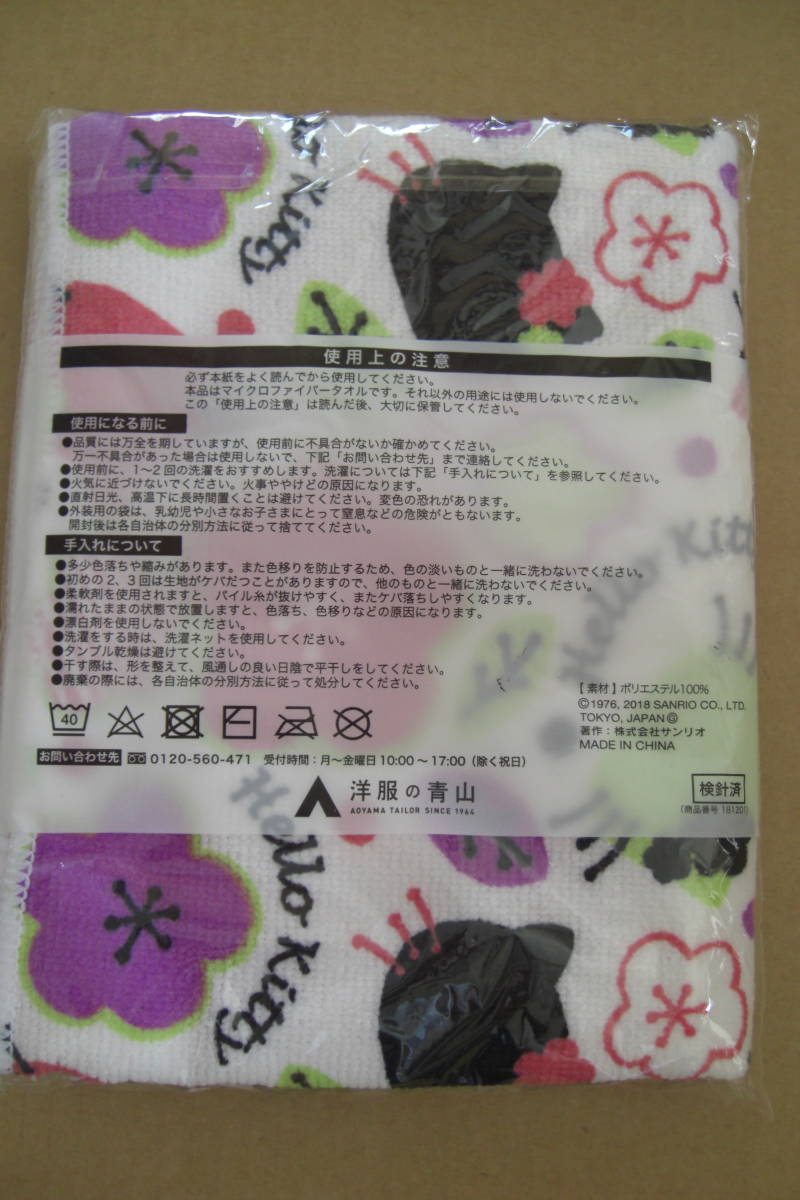 Kitty
使用上の注意
必ず本紙をよく読んでから使用してください。
本品はマイクロファイバータオルです。それ以外の用途には使用しないでください。
この「使用上の注意」は読んだ後、大切に保管してください。
使用になる前に
●品質には万全を期していますが、使用前に不具合がないか確かめてください。
万一不具合があった場合は使用しないで、下記「お問い合わせ先」まで連絡してください。
●使用前に、1〜2回の洗濯をおすすめします。洗濯については下記「手入れについて」を参照してください。
●火気に近づけないでください。火事ややけどの原因になります。
●直射日光、高温下に長時間置くことは避けてください。変色の恐れがあります。
●外装用の袋は、乳幼児や小さなお子さまにとって窒息などの危険がともないます。
開封後は各自治体の分別方法に従って捨ててください。
手入れについて
●多少色落ちや縮みがあります。また色移りを防止するため、色の淡いものと一緒に洗わないでください。
●初めの2、3回は生地がケバだつことがありますので、他のものと一緒に洗わないでください。
●柔軟剤を使用されますと、パイル糸が抜けやすく、またケバ落ちしやすくなります。
●濡れたままの状態で放置しますと、色落ち、色移りなどの原因になります。
●漂白剤を使用しないでください。
●洗濯をする時は、洗濯ネットを使用してください。
●タンブル乾燥は避けてください。
●干す際は、形を整えて、風通しの良い日陰で平干しをしてください。
●廃棄の際には、各自治体の分別方法に従って処分してください。
Hello Kitty
40
【素材】ポリエステル100%
©1976, 2018 SANRIO CO., LTD.
TOKYO, JAPAN Ⓛ
著作：株式会社サンリオ
MADE IN CHINA
お問い合わせ先 0120-560-471 受付時間：月〜金曜日 10:00〜17:00（除く祝日）
洋服の青山
AOYAMA TAILOR SINCE 1964
検針済
（商品番号 181201）
Hello Kitty